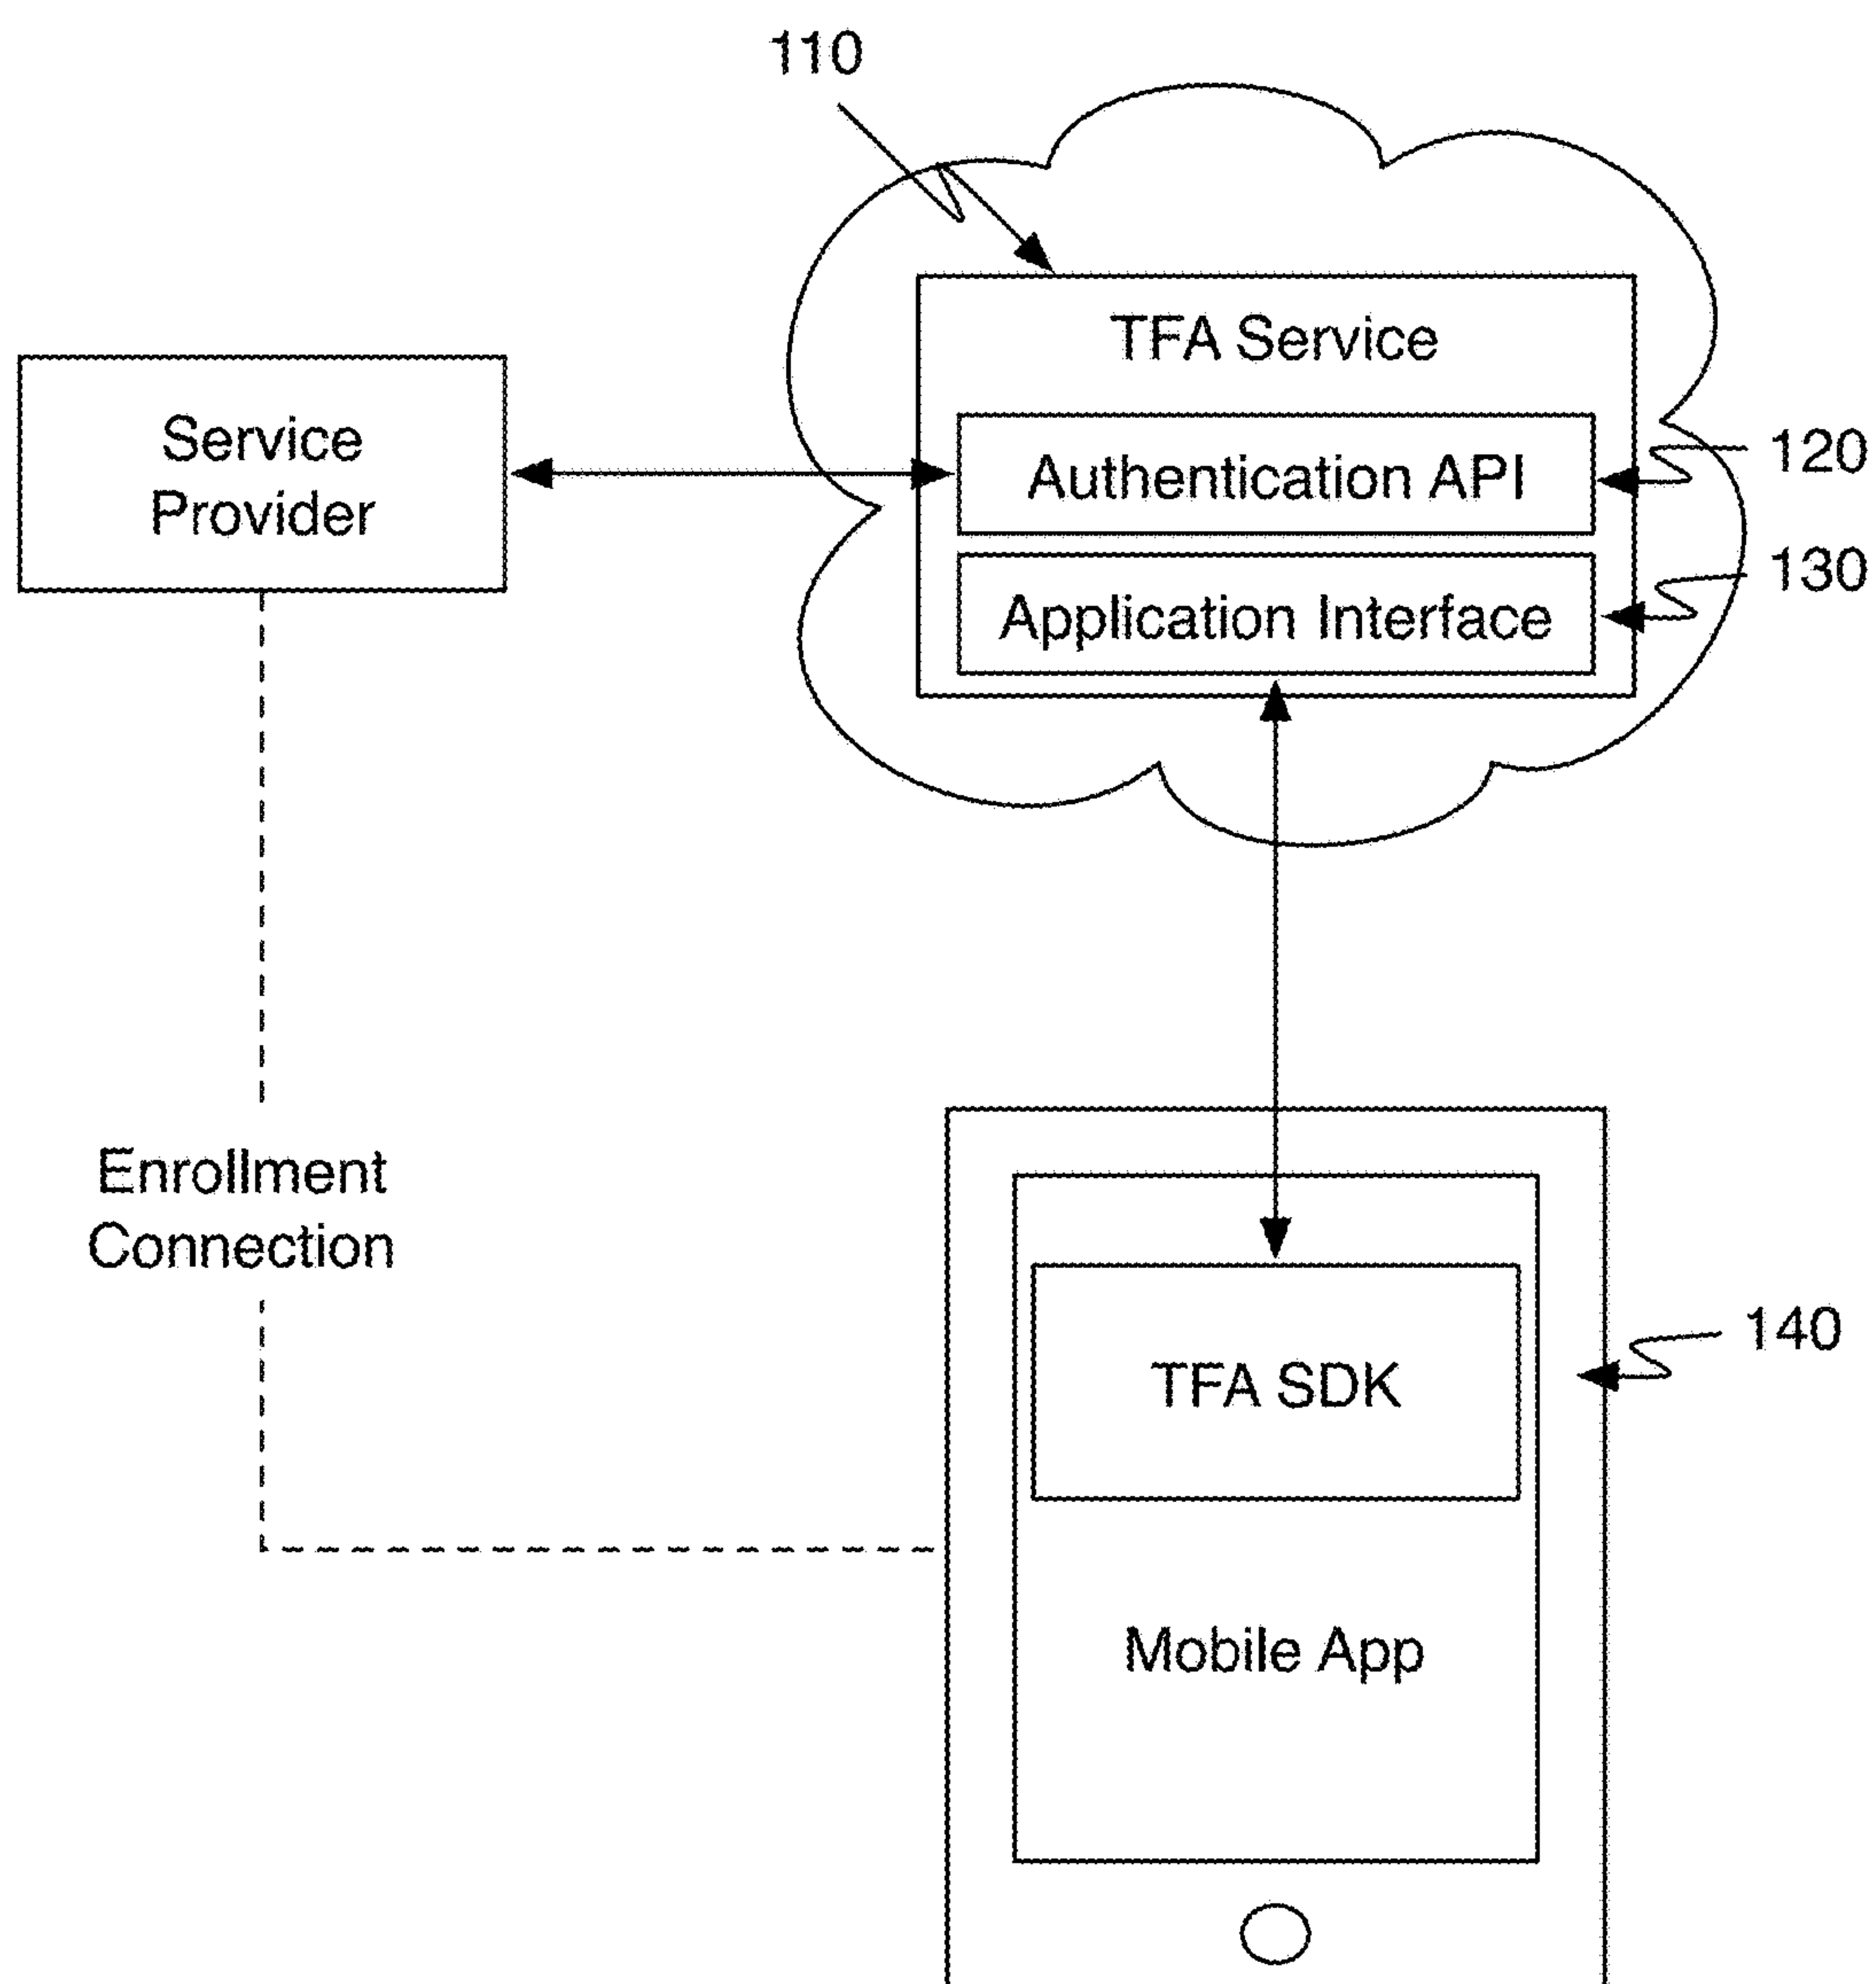 110
TFA Service
Service
Provider
Authentication API
120
Application Interface
130
Enrollment
Connection
TFA SDK
140
Mobile App